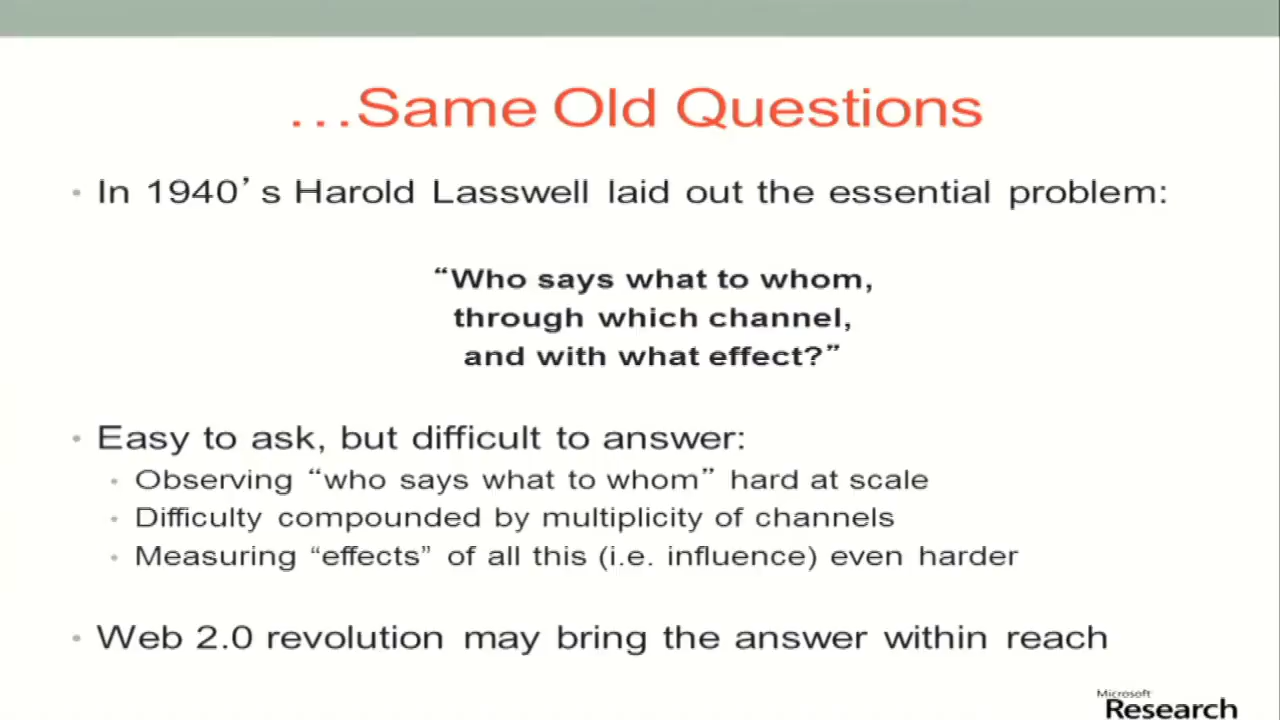 ...Same Old Questions
• In 1940's Harold Lasswell laid out the essential problem:
“Who says what to whom,
through which channel,
and with what effect?”
• Easy to ask, but difficult to answer:
• Observing “who says what to whom” hard at scale
• Difficulty compounded by multiplicity of channels
• Measuring “effects” of all this (i.e. influence) even harder
• Web 2.0 revolution may bring the answer within reach
Microsoft
Research